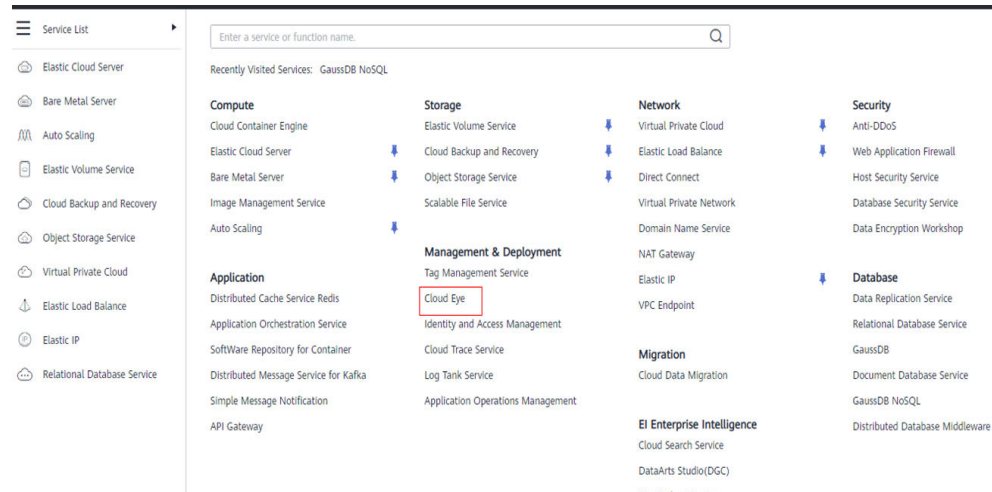 Service List
Elastic Cloud Server
Bare Metal Server
Auto Scaling
Elastic Volume Service
Cloud Backup and Recovery
Object Storage Service
Virtual Private Cloud
Elastic Load Balance
Elastic IP
Relational Database Service
Enter a service or function name.
Recently Visited Services: GaussDB NoSQL
Compute
Cloud Container Engine
Elastic Cloud Server
Bare Metal Server
Image Management Service
Auto Scaling
Application
Distributed Cache Service Redis
Application Orchestration Service
SoftWare Repository for Container
Distributed Message Service for Kafka
Simple Message Notification
API Gateway
Storage
Elastic Volume Service
Cloud Backup and Recovery
Object Storage Service
Scalable File Service
Management & Deployment
Tag Management Service
Cloud Eye
Identity and Access Management
Cloud Trace Service
Log Tank Service
Application Operations Management
Network
Virtual Private Cloud
Elastic Load Balance
Direct Connect
Virtual Private Network
Domain Name Service
NAT Gateway
Elastic IP
VPC Endpoint
Migration
Cloud Data Migration
EI Enterprise Intelligence
Cloud Search Service
DataArts Studio(DGC)
Security
Anti-DDoS
Web Application Firewall
Host Security Service
Database Security Service
Data Encryption Workshop
Database
Data Replication Service
Relational Database Service
GaussDB
Document Database Service
GaussDB NoSQL
Distributed Database Middleware